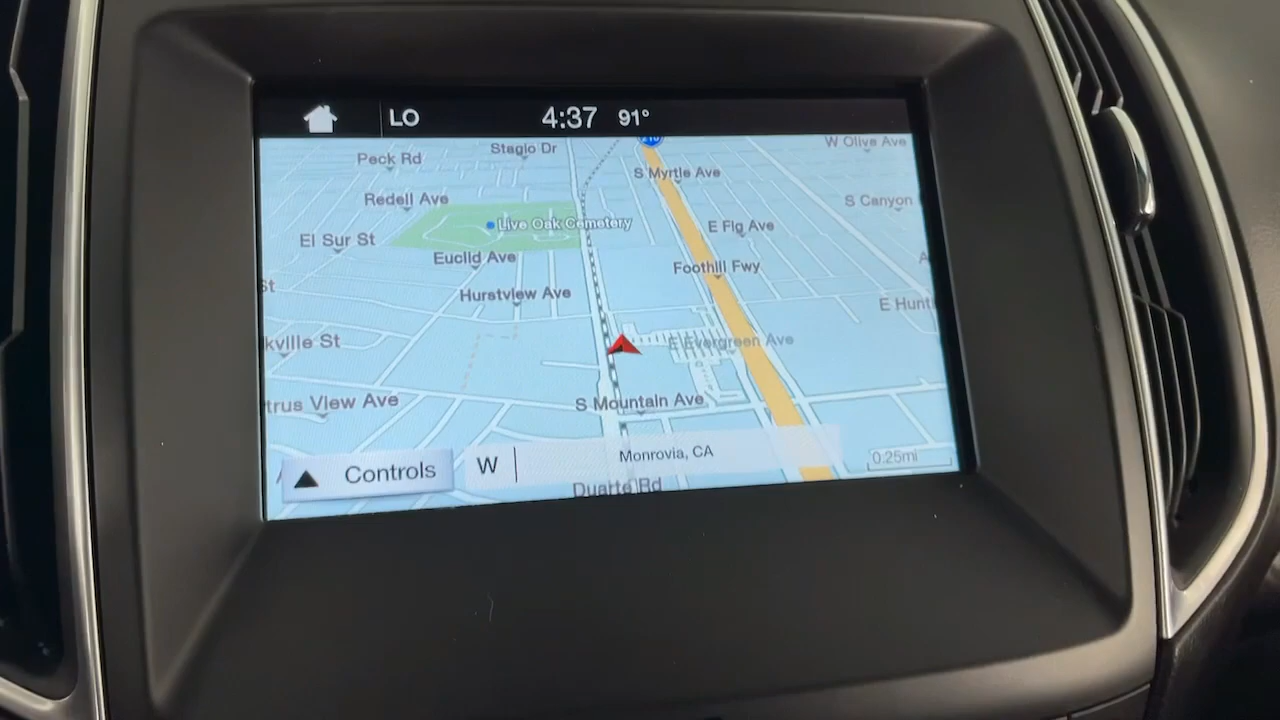 LO 4:37 91°
W Olive Ave
Stagio Dr
Peck Rd
S Myrtle Ave
Redell Ave
S Canyon
Live Oak Cemetery
E Fig Ave
El Sur St
Euclid Ave
Foothill Fwy
St
Hurstview Ave
E Hunt
kville St
E Evergreen Ave
trus View Ave
S Mountain Ave
Monrovia, CA
0.25mi
W
Controls
Duarte Rd